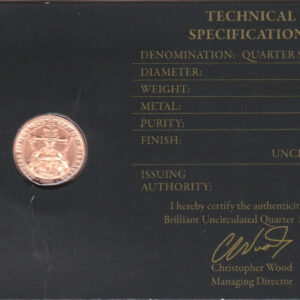 TECHNICAL
SPECIFICATION
DENOMINATION: QUARTER S
DIAMETER:
WEIGHT:
METAL:
PURITY:
FINISH:
UNC
ISSUING
AUTHORITY:
I hereby certify the authentici
Brilliant Uncirculated Quarter
Christopher Wood
Managing Director